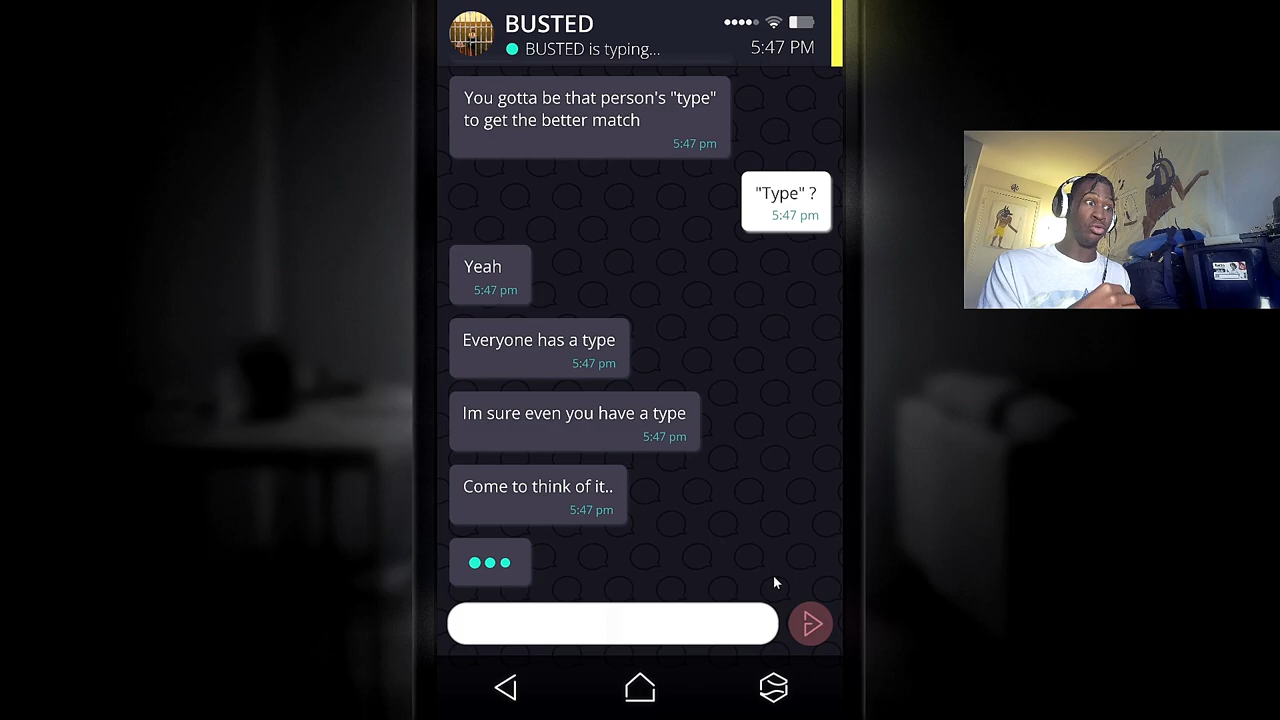 BUSTED
BUSTED is typing...
5:47 PM
You gotta be that person's "type"
to get the better match
5:47 pm
"Type" ?
5:47 pm
Yeah
5:47 pm
Everyone has a type
5:47 pm
Im sure even you have a type
5:47 pm
Come to think of it..
5:47 pm